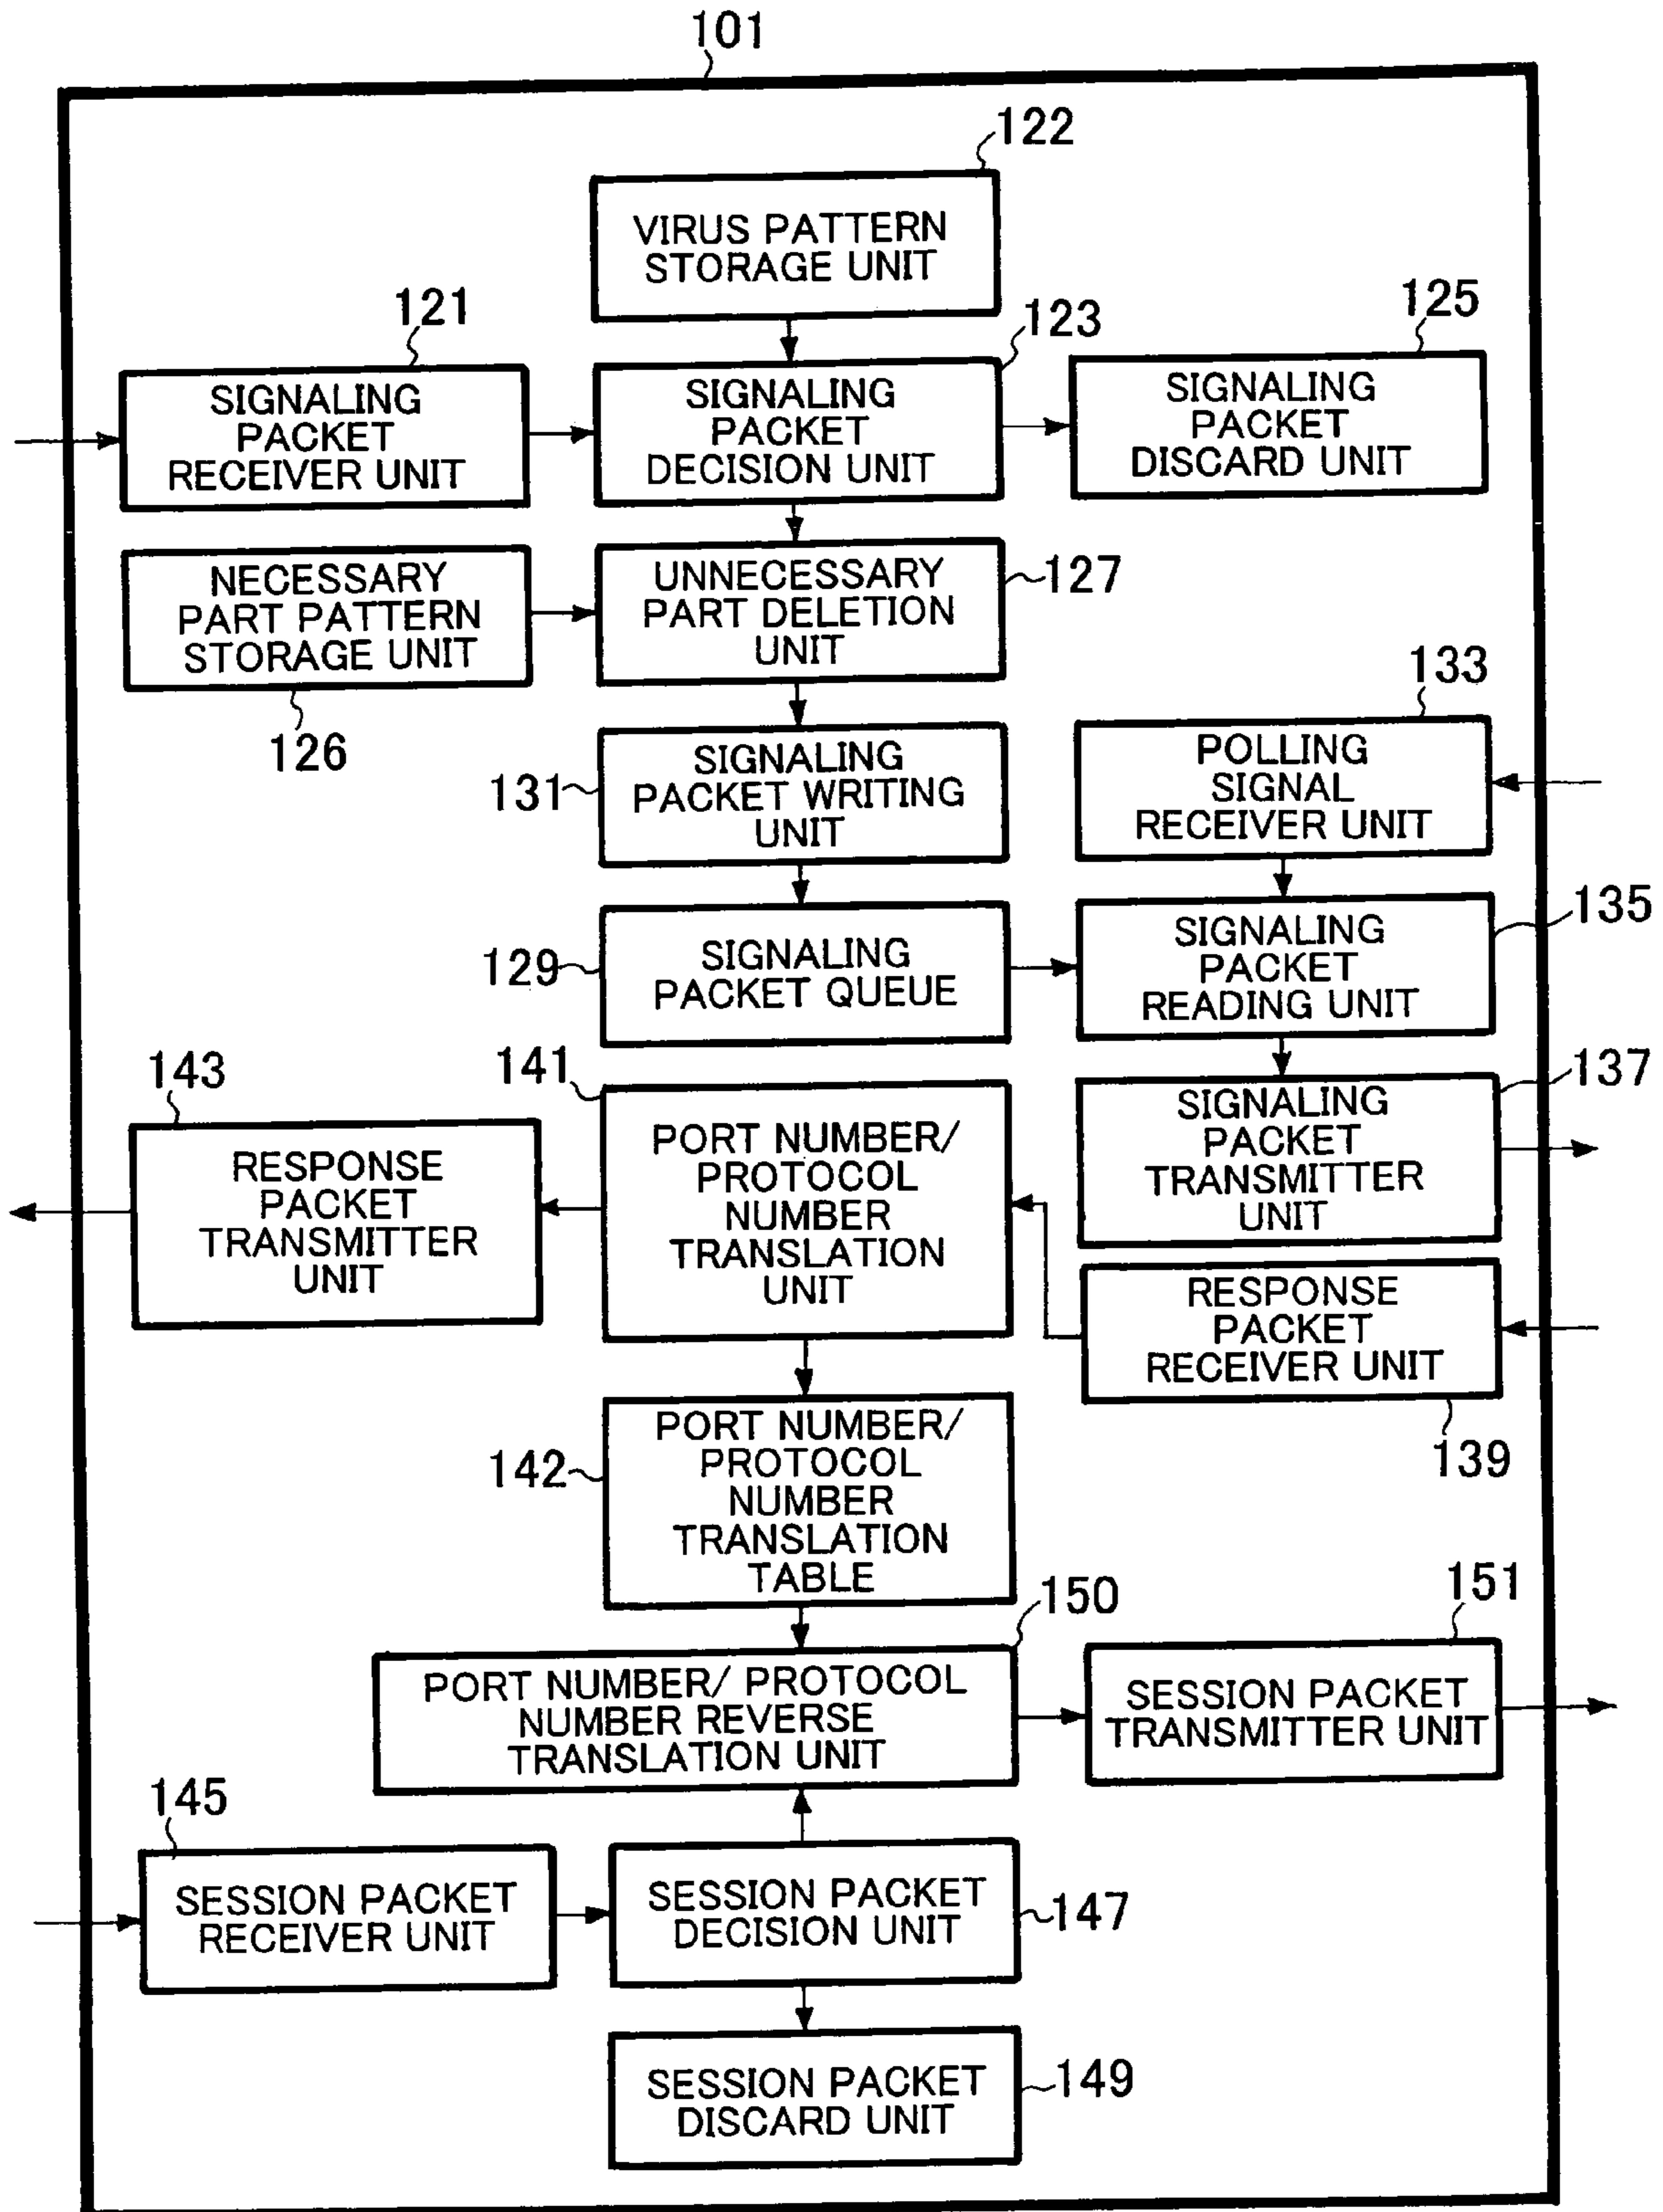 101
122
VIRUS PATTERN
STORAGE UNIT
121
123
125
SIGNALING
PACKET
RECEIVER UNIT
SIGNALING
PACKET
DECISION UNIT
SIGNALING
PACKET
DISCARD UNIT
NECESSARY
PART PATTERN
STORAGE UNIT
126
UNNECESSARY
PART DELETION
UNIT
127
131
SIGNALING
PACKET WRITING
UNIT
133
POLLING
SIGNAL
RECEIVER UNIT
129
SIGNALING
PACKET QUEUE
SIGNALING
PACKET
READING UNIT
135
143
RESPONSE
PACKET
TRANSMITTER
UNIT
141
PORT NUMBER/
PROTOCOL
NUMBER
TRANSLATION
UNIT
137
SIGNALING
PACKET
TRANSMITTER
UNIT
RESPONSE
PACKET
RECEIVER UNIT
139
142
PORT NUMBER/
PROTOCOL
NUMBER
TRANSLATION
TABLE
150
151
PORT NUMBER/ PROTOCOL
NUMBER REVERSE
TRANSLATION UNIT
SESSION PACKET
TRANSMITTER UNIT
145
SESSION PACKET
RECEIVER UNIT
SESSION PACKET
DECISION UNIT
147
SESSION PACKET
DISCARD UNIT
149